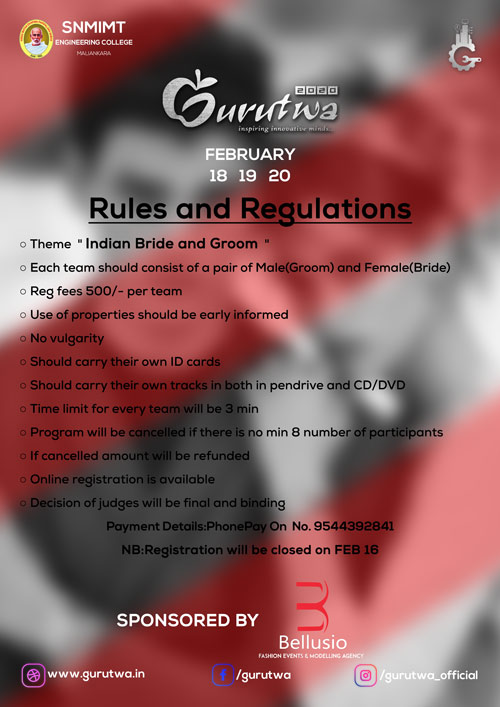 SNMIMT
ENGINEERING COLLEGE
MALIANKARA
2020
Gurutwa
inspiring innovative minds...
FEBRUARY
18 19 20
Rules and Regulations
○ Theme " Indian Bride and Groom "
○ Each team should consist of a pair of Male(Groom) and Female(Bride)
○ Reg fees 500/- per team
○ Use of properties should be early informed
○ No vulgarity
○ Should carry their own ID cards
○ Should carry their own tracks in both in pendrive and CD/DVD
○ Time limit for every team will be 3 min
○ Program will be cancelled if there is no min 8 number of participants
○ If cancelled amount will be refunded
○ Online registration is available
○ Decision of judges will be final and binding
Payment Details:PhonePay On No. 9544392841
NB:Registration will be closed on FEB 16
SPONSORED BY
Bellusio
FASHION EVENTS & MODELLING AGENCY
www.gurutwa.in
/gurutwa
/gurutwa_official